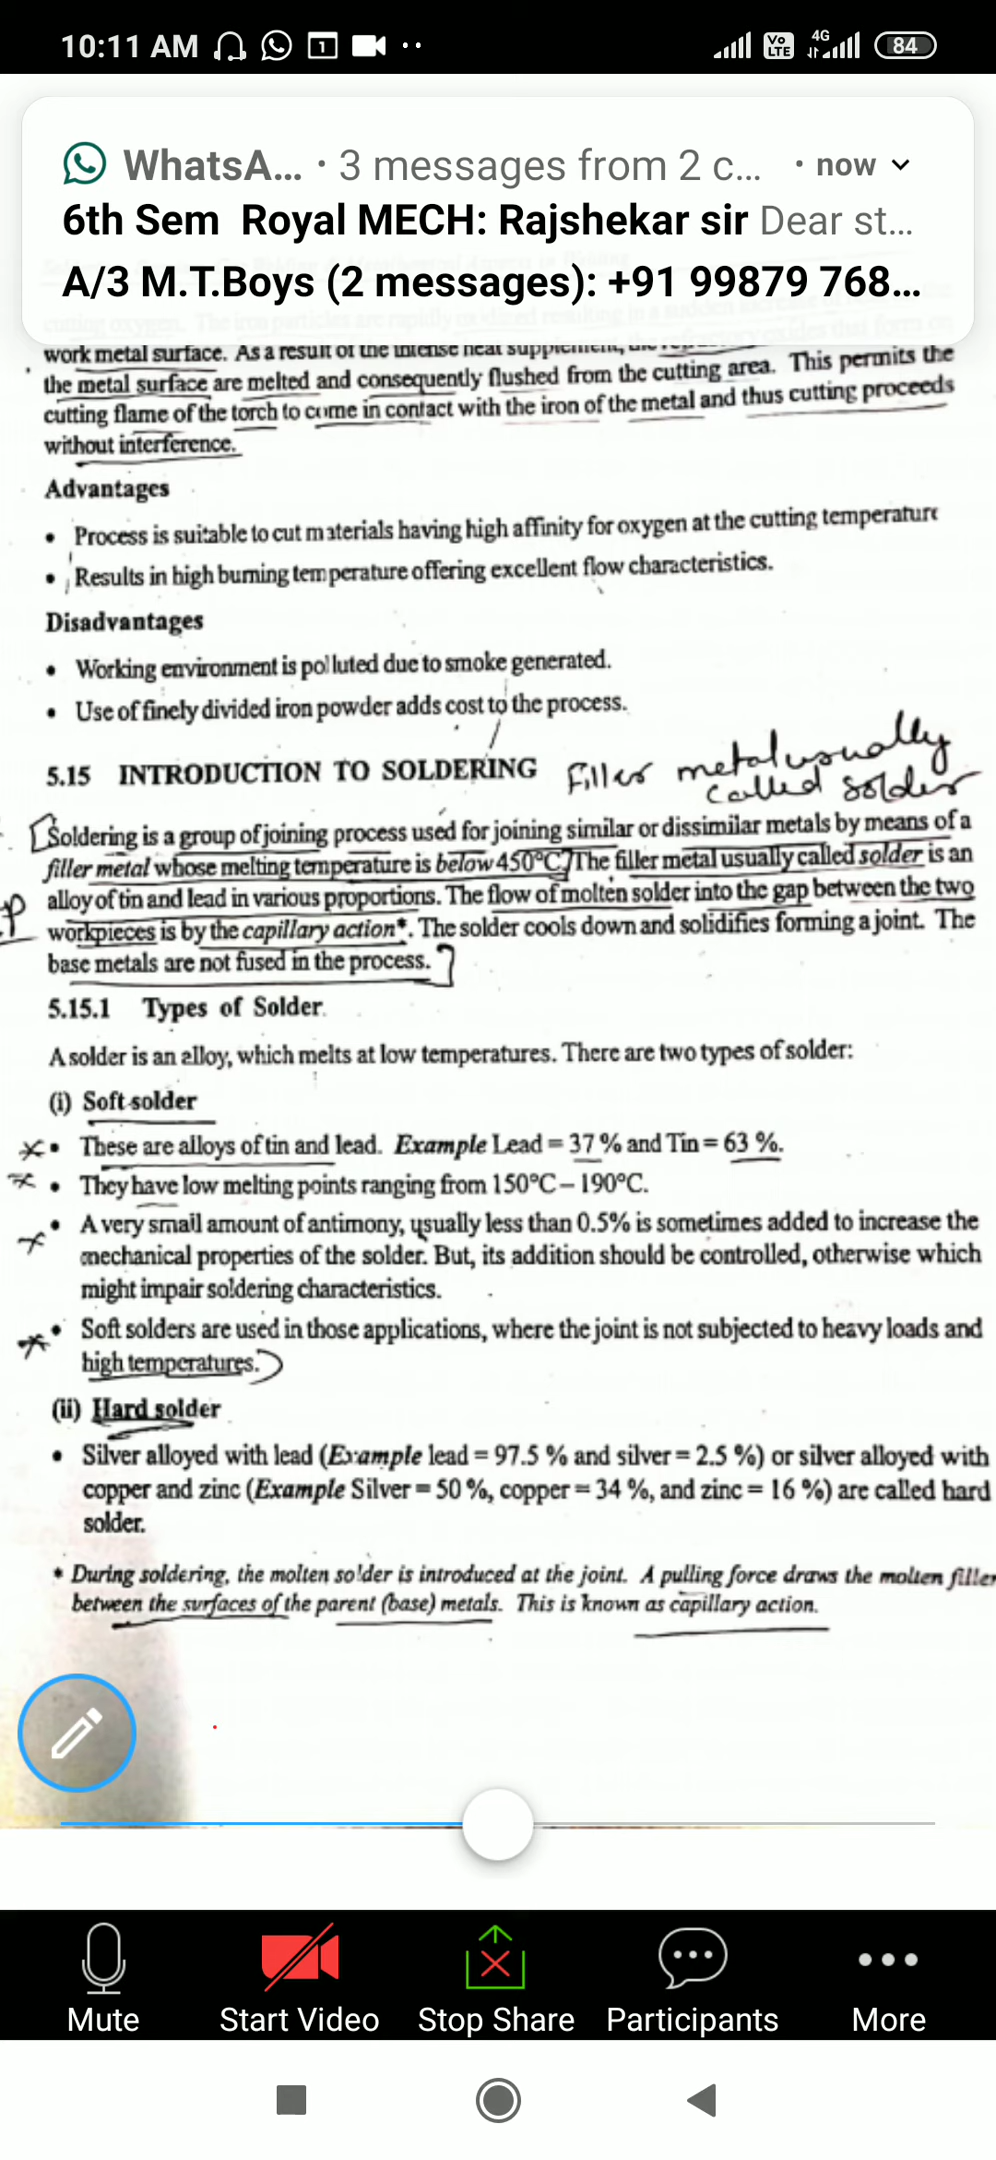 10:11 AM
Vo LTE 4G 84
WhatsA... • 3 messages from 2 c... • now
6th Sem Royal MECH: Rajshekar sir Dear st...
A/3 M.T.Boys (2 messages): +91 99879 768...
cutting oxygen. The iron particles are rapidly oxidized resulting in a sudden increase
work metal surface. As a result of the intense heat
the metal surface are melted and consequently flushed from the cutting area. This permits the
cutting flame of the torch to come in contact with the iron of the metal and thus cutting proceeds
without interference.
Advantages
• Process is suitable to cut materials having high affinity for oxygen at the cutting temperature
• Results in high burning temperature offering excellent flow characteristics.
Disadvantages
• Working environment is polluted due to smoke generated.
• Use of finely divided iron powder adds cost to the process.
5.15 INTRODUCTION TO SOLDERING Filler metal usually
called solder
[Soldering is a group of joining process used for joining similar or dissimilar metals by means of a
filler metal whose melting temperature is below 450°C.] The filler metal usually called solder is an
alloy of tin and lead in various proportions. The flow of molten solder into the gap between the two
workpieces is by the capillary action*. The solder cools down and solidifies forming a joint. The
base metals are not fused in the process.]
5.15.1 Types of Solder
A solder is an alloy, which melts at low temperatures. There are two types of solder:
(i) Soft solder
• These are alloys of tin and lead. Example Lead = 37 % and Tin = 63 %.
• They have low melting points ranging from 150°C – 190°C.
• A very small amount of antimony, usually less than 0.5% is sometimes added to increase the
mechanical properties of the solder. But, its addition should be controlled, otherwise which
might impair soldering characteristics.
• Soft solders are used in those applications, where the joint is not subjected to heavy loads and
high temperatures.)
(ii) Hard solder
• Silver alloyed with lead (Example lead = 97.5 % and silver = 2.5 %) or silver alloyed with
copper and zinc (Example Silver = 50 %, copper = 34 %, and zinc = 16 %) are called hard
solder.
* During soldering, the molten solder is introduced at the joint. A pulling force draws the molten filler
between the surfaces of the parent (base) metals. This is known as capillary action.
Mute Start Video Stop Share Participants More